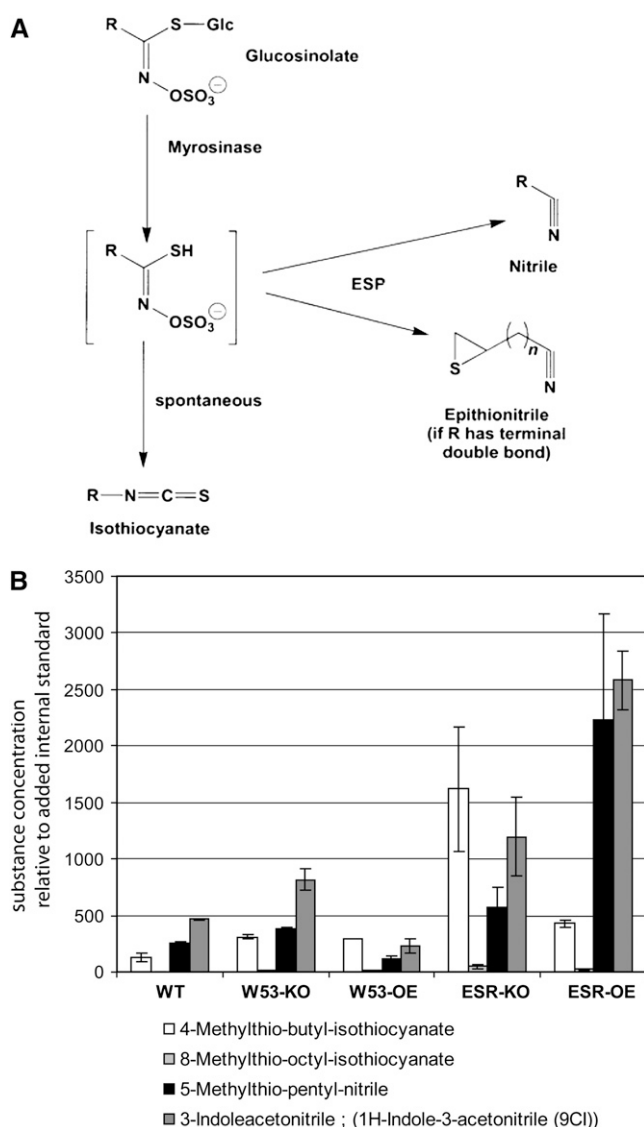 A
R
S—Glc
N
OSO3⊖
Glucosinolate
Myrosinase
R
SH
N
OSO3⊖
ESP
R
N
Nitrile
S
( )n
N
Epithionitrile
(if R has terminal
double bond)
spontaneous
R—N=C=S
Isothiocyanate
B
substance concentration
relative to added internal standard
3500
3000
2500
2000
1500
1000
500
0
WT W53-KO W53-OE ESR-KO ESR-OE
4-Methylthio-butyl-isothiocyanate
8-Methylthio-octyl-isothiocyanate
5-Methylthio-pentyl-nitrile
3-Indoleacetonitrile ; (1H-Indole-3-acetonitrile (9CI))